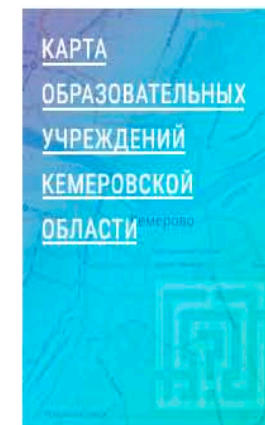 КАРТА
ОБРАЗОВАТЕЛЬНЫХ
УЧРЕЖДЕНИЙ
КЕМЕРОВСКОЙ
ОБЛАСТИ
Кемерово